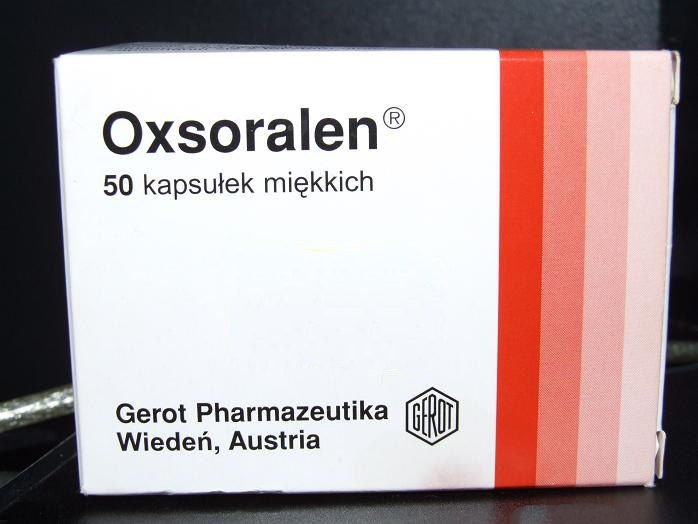 Oxsoralen®
50 kapsułek miękkich
Gerot Pharmazeutika
Wiedeń, Austria
GEROT